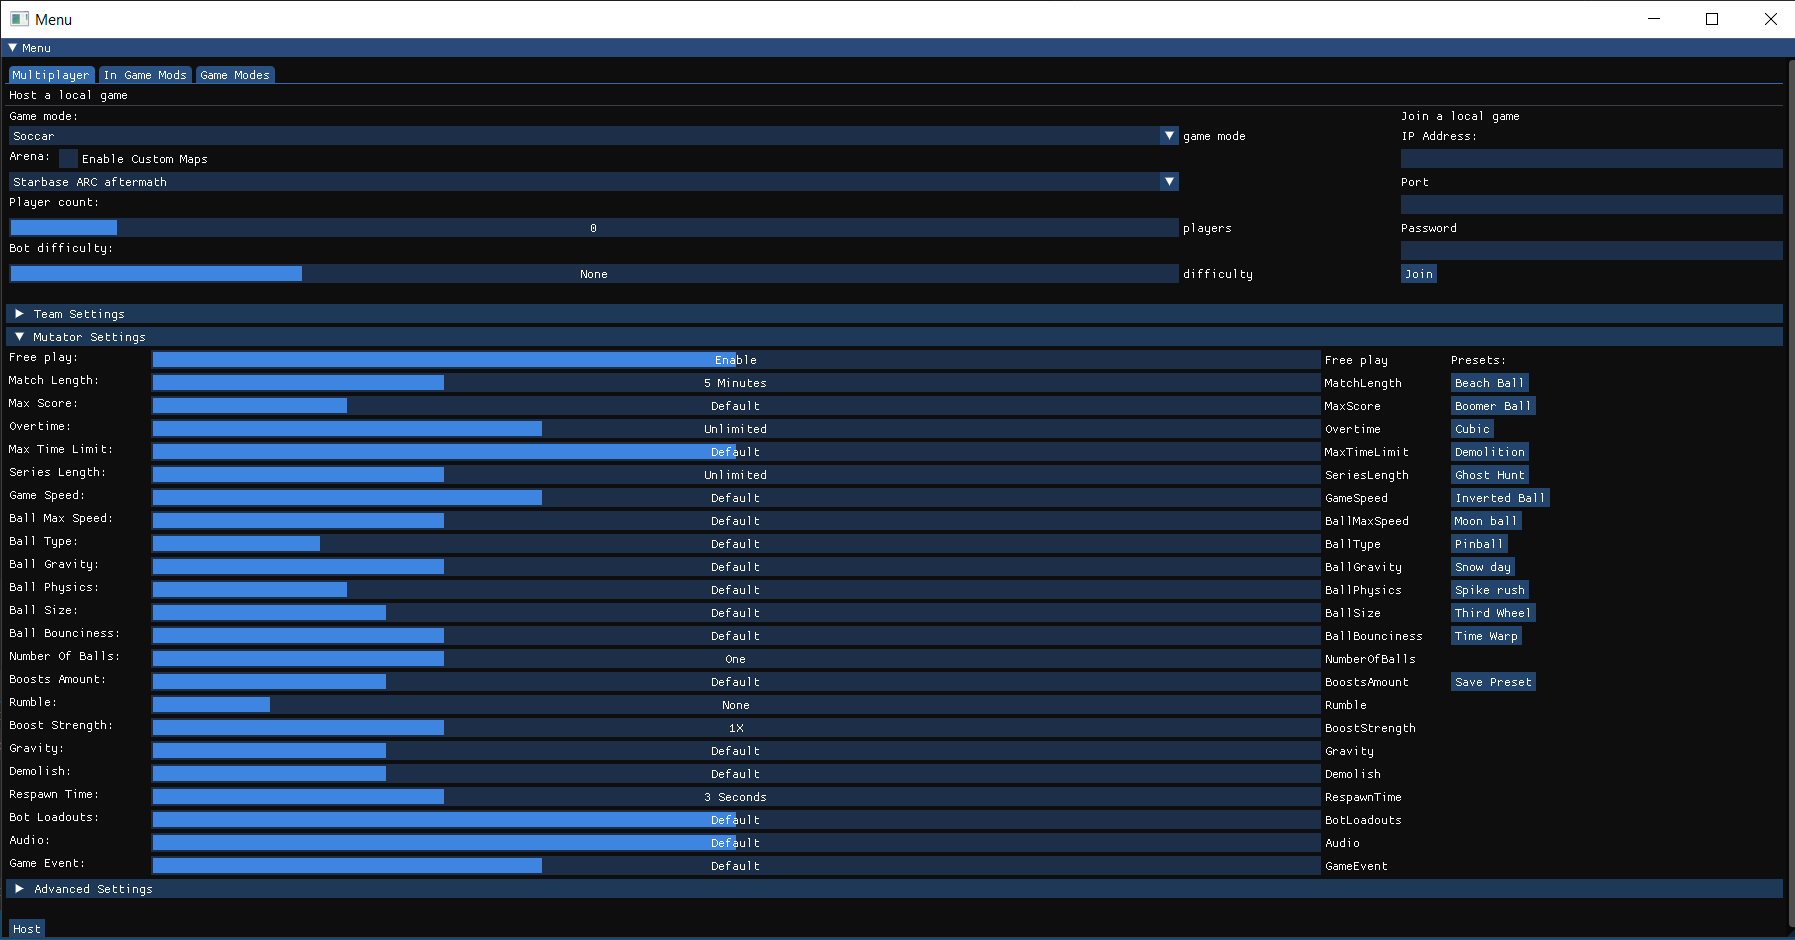 Menu
Menu
Multiplayer In Game Mods Game Modes
Host a local game
Game mode: Join a local game
Soccar game mode IP Address:
Arena: Enable Custom Maps
Starbase ARC aftermath Port
Player count:
0 players Password
Bot difficulty:
None difficulty Join
Team Settings
Mutator Settings
Free play: Enable Free play Presets:
Match Length: 5 Minutes MatchLength Beach Ball
Max Score: Default MaxScore Boomer Ball
Overtime: Unlimited Overtime Cubic
Max Time Limit: Default MaxTimeLimit Demolition
Series Length: Unlimited SeriesLength Ghost Hunt
Game Speed: Default GameSpeed Inverted Ball
Ball Max Speed: Default BallMaxSpeed Moon ball
Ball Type: Default BallType Pinball
Ball Gravity: Default BallGravity Snow day
Ball Physics: Default BallPhysics Spike rush
Ball Size: Default BallSize Third Wheel
Ball Bounciness: Default BallBounciness Time Warp
Number Of Balls: One NumberOfBalls
Boosts Amount: Default BoostsAmount Save Preset
Rumble: None Rumble
Boost Strength: 1X BoostStrength
Gravity: Default Gravity
Demolish: Default Demolish
Respawn Time: 3 Seconds RespawnTime
Bot Loadouts: Default BotLoadouts
Audio: Default Audio
Game Event: Default GameEvent
Advanced Settings
Host